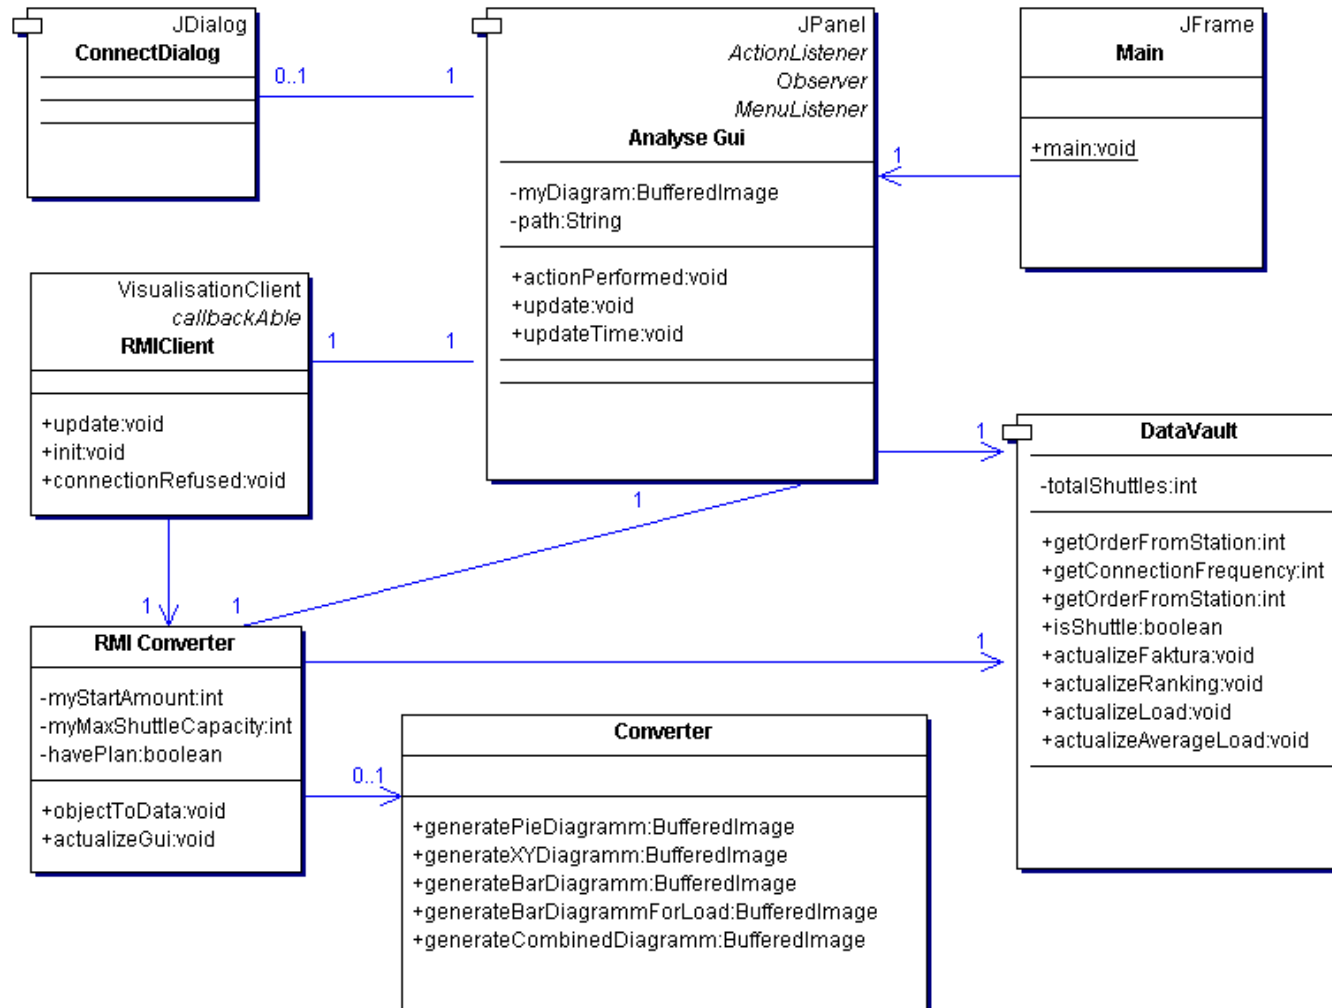 JDialog
ConnectDialog
0..1
1
JPanel
ActionListener
Observer
MenuListener
Analyse Gui
-myDiagram:BufferedImage
-path:String
+actionPerformed:void
+update:void
+updateTime:void
1
JFrame
Main
+main:void
VisualisationClient
callbackAble
RMIClient
+update:void
+init:void
+connectionRefused:void
1
1
1
1
1
1
1
DataVault
-totalShuttles:int
+getOrderFromStation:int
+getConnectionFrequency:int
+getOrderFromStation:int
+isShuttle:boolean
+actualizeFaktura:void
+actualizeRanking:void
+actualizeLoad:void
+actualizeAverageLoad:void
RMI Converter
-myStartAmount:int
-myMaxShuttleCapacity:int
-havePlan:boolean
+objectToData:void
+actualizeGui:void
0..1
Converter
+generatePieDiagramm:BufferedImage
+generateXYDiagramm:BufferedImage
+generateBarDiagramm:BufferedImage
+generateBarDiagrammForLoad:BufferedImage
+generateCombinedDiagramm:BufferedImage